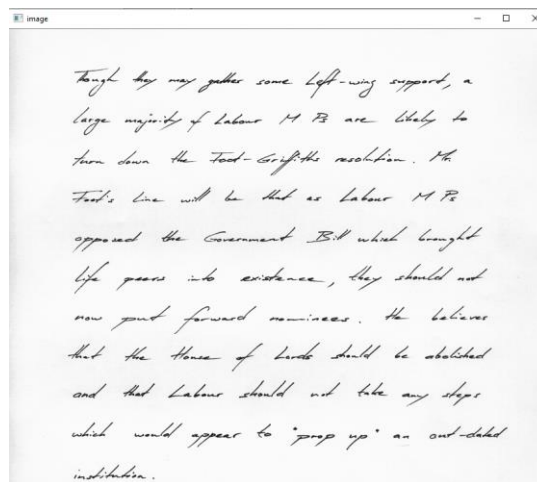 image
Though they may gather some Left-wing support, a
large majority of Labour M Ps are likely to
turn down the Foot-Griffiths resolution. Mr.
Foot's line will be that as Labour M Ps
opposed the Government Bill which brought
life peers into existence, they should not
now put forward nominees. He believes
that the House of Lords should be abolished
and that Labour should not take any steps
which would appear to "prop up" an out-dated
institution.